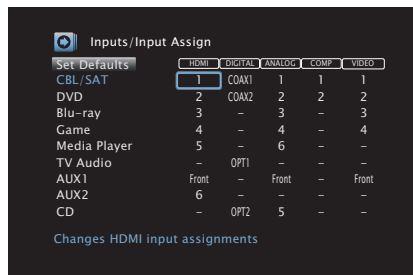 Inputs/Input Assign
Set Defaults HDMI DIGITAL ANALOG COMP VIDEO
CBL/SAT 1 COAX1 1 1 1
DVD 2 COAX2 2 2 2
Blu-ray 3 – 3 – 3
Game 4 – 4 – 4
Media Player 5 – 6 – –
TV Audio – OPT1 – – –
AUX1 Front – Front – Front
AUX2 6 – – – –
CD – OPT2 5 – –
Changes HDMI input assignments